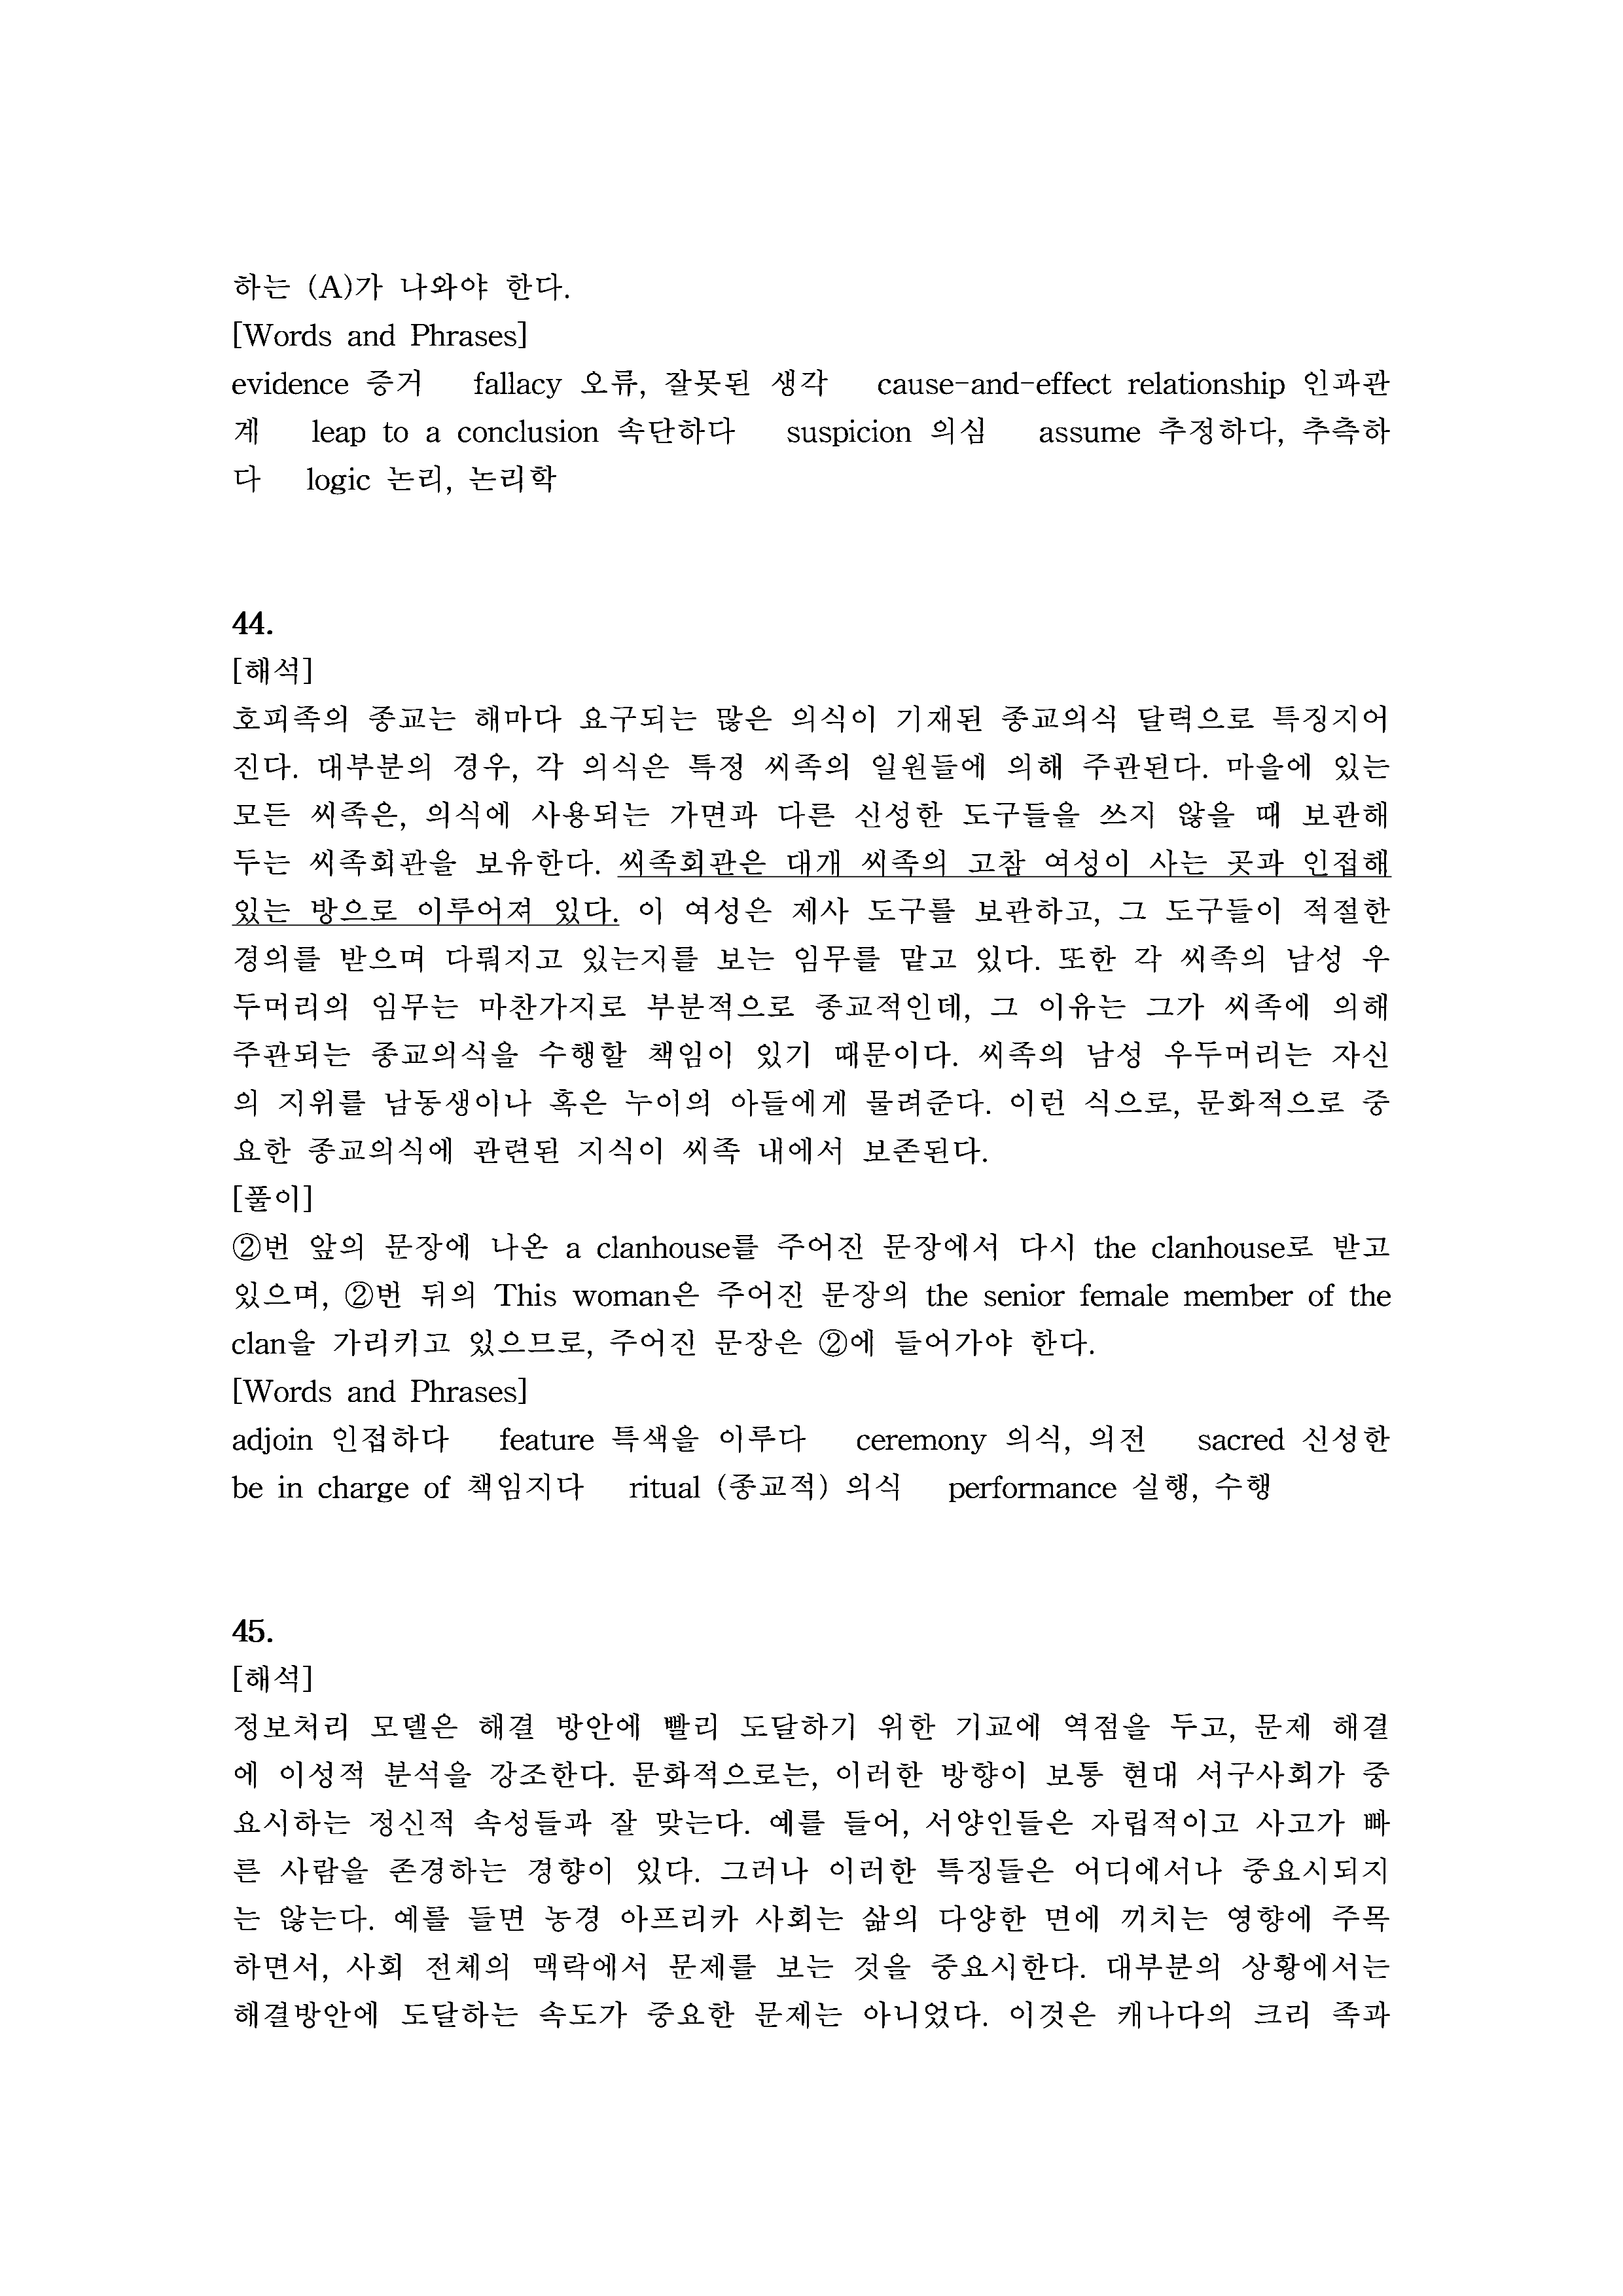 하는 (A)가 나와야 한다.
[Words and Phrases]
evidence 증거 fallacy 오류, 잘못된 생각 cause-and-effect relationship 인과관
계 leap to a conclusion 속단하다 suspicion 의심 assume 추정하다, 추측하
다 logic 논리, 논리학
44.
[해석]
호피족의 종교는 해마다 요구되는 많은 의식이 기재된 종교의식 달력으로 특징지어
진다. 대부분의 경우, 각 의식은 특정 씨족의 일원들에 의해 주관된다. 마을에 있는
모든 씨족은, 의식에 사용되는 가면과 다른 신성한 도구들을 쓰지 않을 때 보관해
두는 씨족회관을 보유한다. 씨족회관은 대개 씨족의 고참 여성이 사는 곳과 인접해
있는 방으로 이루어져 있다. 이 여성은 제사 도구를 보관하고, 그 도구들이 적절한
경의를 받으며 다뤄지고 있는지를 보는 임무를 맡고 있다. 또한 각 씨족의 남성 우
두머리의 임무는 마찬가지로 부분적으로 종교적인데, 그 이유는 그가 씨족에 의해
주관되는 종교의식을 수행할 책임이 있기 때문이다. 씨족의 남성 우두머리는 자신
의 지위를 남동생이나 혹은 누이의 아들에게 물려준다. 이런 식으로, 문화적으로 중
요한 종교의식에 관련된 지식이 씨족 내에서 보존된다.
[풀이]
②번 앞의 문장에 나온 a clanhouse를 주어진 문장에서 다시 the clanhouse로 받고
있으며, ②번 뒤의 This woman은 주어진 문장의 the senior female member of the
clan을 가리키고 있으므로, 주어진 문장은 ②에 들어가야 한다.
[Words and Phrases]
adjoin 인접하다 feature 특색을 이루다 ceremony 의식, 의전 sacred 신성한
be in charge of 책임지다 ritual (종교적) 의식 performance 실행, 수행
45.
[해석]
정보처리 모델은 해결 방안에 빨리 도달하기 위한 기교에 역점을 두고, 문제 해결
에 이성적 분석을 강조한다. 문화적으로는, 이러한 방향이 보통 현대 서구사회가 중
요시하는 정신적 속성들과 잘 맞는다. 예를 들어, 서양인들은 자립적이고 사고가 빠
른 사람을 존경하는 경향이 있다. 그러나 이러한 특징들은 어디에서나 중요시되지
는 않는다. 예를 들면 농경 아프리카 사회는 삶의 다양한 면에 끼치는 영향에 주목
하면서, 사회 전체의 맥락에서 문제를 보는 것을 중요시한다. 대부분의 상황에서는
해결방안에 도달하는 속도가 중요한 문제는 아니었다. 이것은 캐나다의 크리 족과